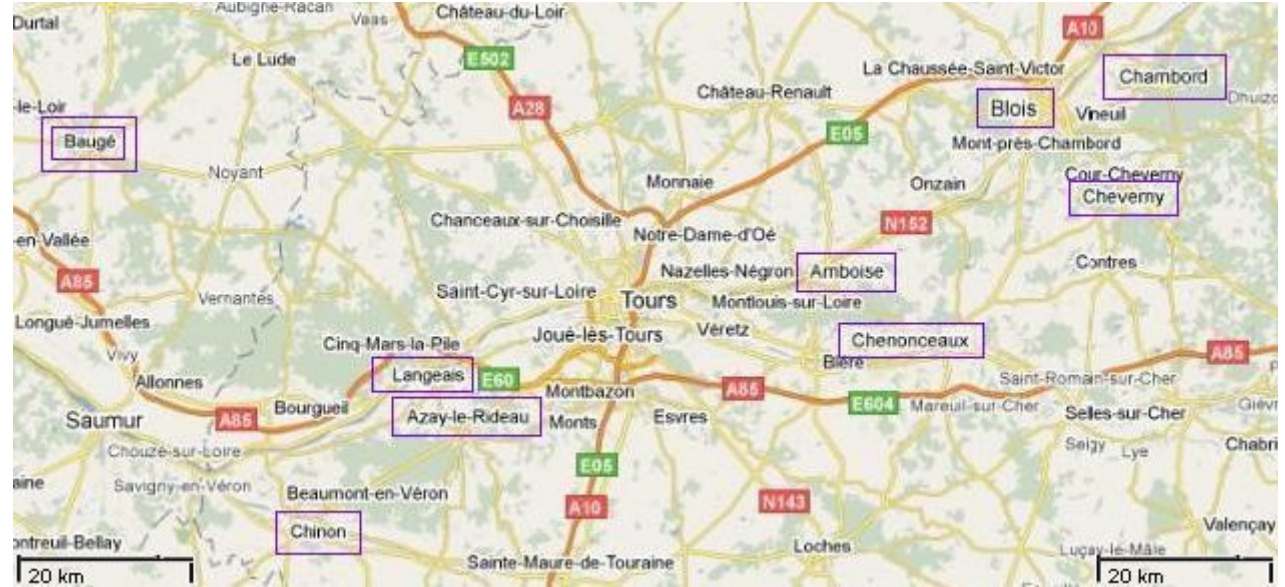 Aubigné-Racan
Vaas
Château-du-Loir
A10
Durtal
Le Lude
E502
La Chaussée-Saint-Victor
Chambord
Château-Renault
-le-Loir
A28
Blois
Vineuil
Baugé
E05
Mont-près-Chambord
Noyant
Monnaie
Onzain
Cour-Cheverny
Cheverny
Chanceaux-sur-Choisille
N152
Notre-Dame-d'Oé
-en-Vallée
Nazelles-Négron
Amboise
Contres
A85
Vernantes
Saint-Cyr-sur-Loire
Tours
Montlouis-sur-Loire
Longué-Jumelles
Joué-lès-Tours
Véretz
Cinq-Mars-la-Pile
Chenonceaux
Vivy
Bléré
A85
Langeais
E60
Saint-Romain-sur-Cher
Allonnes
Montbazon
A85
E604
Mareuil-sur-Cher
Bourgueil
Saumur
A85
Azay-le-Rideau
Monts
Esvres
Selles-sur-Cher
Gièvr
Chouzé-sur-Loire
Seigy
Lye
Chabri
E05
aine
Savigny-en-Véron
Beaumont-en-Véron
A10
N143
Chinon
Valençay
ontreuil-Bellay
Loches
Luçay-le-Mâle
Sainte-Maure-de-Touraine
20 km
20 km